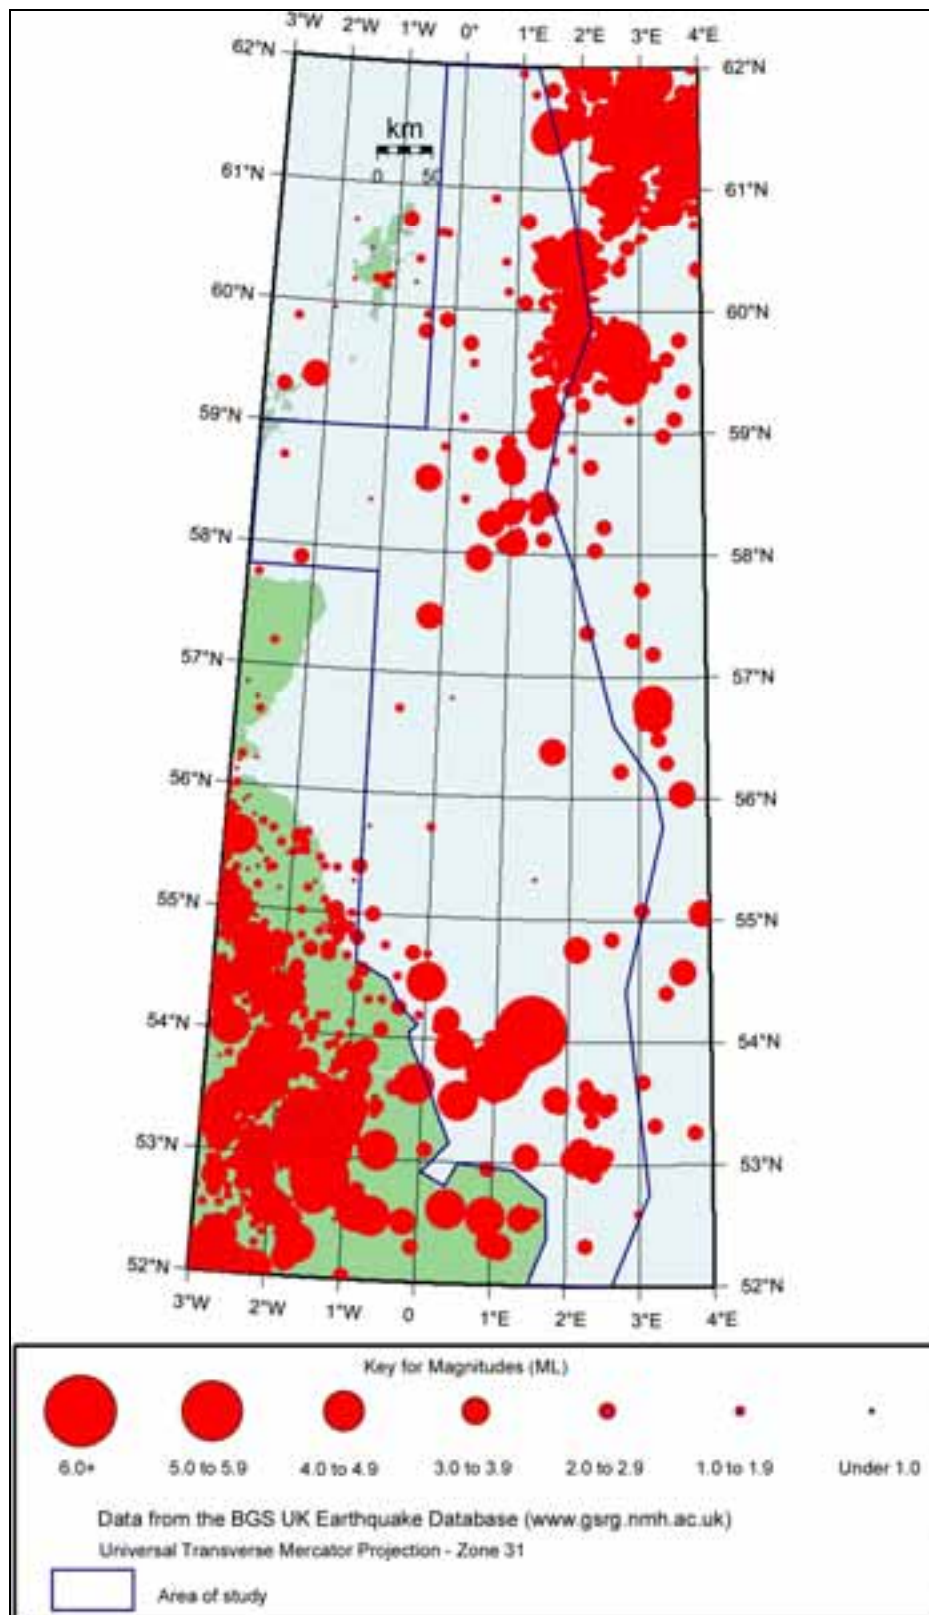 3°W 2°W 1°W 0° 1°E 2°E 3°E 4°E
62°N 62°N
km
0 50
61°N 61°N
60°N 60°N
59°N 59°N
58°N 58°N
57°N 57°N
56°N 56°N
55°N 55°N
54°N 54°N
53°N 53°N
52°N 52°N
3°W 2°W 1°W 0 1°E 2°E 3°E 4°E
Key for Magnitudes (ML)
6.0+ 5.0 to 5.9 4.0 to 4.9 3.0 to 3.9 2.0 to 2.9 1.0 to 1.9 Under 1.0
Data from the BGS UK Earthquake Database (www.gsrg.nmh.ac.uk)
Universal Transverse Mercator Projection - Zone 31
Area of study